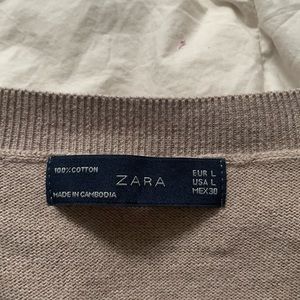 100% COTTON
MADE IN CAMBODIA
ZARA
EUR L
USA L
MEX 30